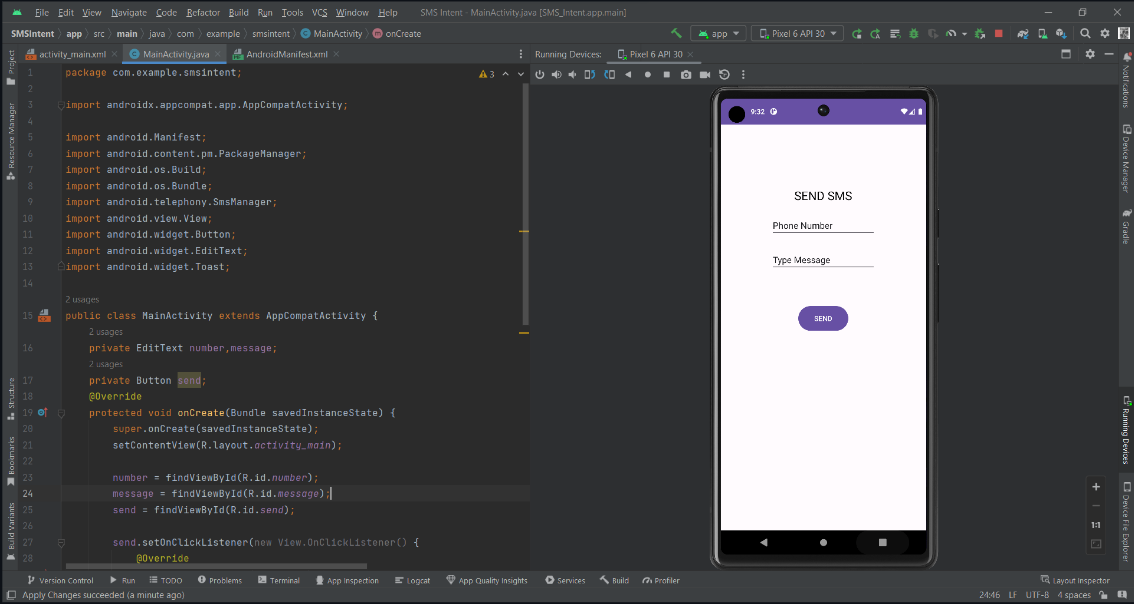 File Edit View Navigate Code Refactor Build Run Tools VCS Window Help SMS Intent - MainActivity.java [SMS_Intent.app.main]
SMSIntent app src main java com example smsintent MainActivity onCreate app Pixel 6 API 30
activity_main.xml MainActivity.java AndroidManifest.xml Running Devices: Pixel 6 API 30
Project
Resource Manager
Structure
Bookmarks
Build Variants
3
1 package com.example.smsintent;
2
3 import androidx.appcompat.app.AppCompatActivity;
4
5 import android.Manifest;
6 import android.content.pm.PackageManager;
7 import android.os.Build;
8 import android.os.Bundle;
9 import android.telephony.SmsManager;
10 import android.view.View;
11 import android.widget.Button;
12 import android.widget.EditText;
13 import android.widget.Toast;
14
2 usages
15 public class MainActivity extends AppCompatActivity {
2 usages
16 private EditText number,message;
2 usages
17 private Button send;
18 @Override
19 protected void onCreate(Bundle savedInstanceState) {
20 super.onCreate(savedInstanceState);
21 setContentView(R.layout.activity_main);
22
23 number = findViewById(R.id.number);
24 message = findViewById(R.id.message);
25 send = findViewById(R.id.send);
26
27 send.setOnClickListener(new View.OnClickListener() {
28 @Override
9:32
SEND SMS
Phone Number
Type Message
SEND
1:1
Notifications
Device Manager
Gradle
Running Devices
Device File Explorer
Version Control Run TODO Problems Terminal App Inspection Logcat App Quality Insights Services Build Profiler Layout Inspector
Apply Changes succeeded (a minute ago) 24:46 LF UTF-8 4 spaces